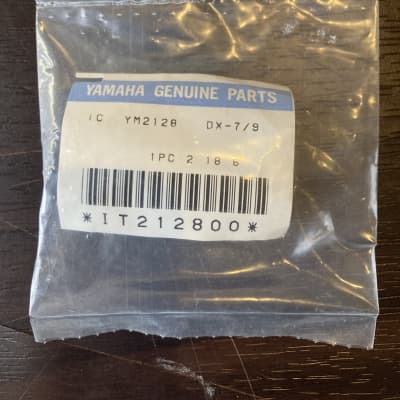 YAMAHA GENUINE PARTS
IC YM2128 DX-7/9
1PC 2 18 6
*IT212800*